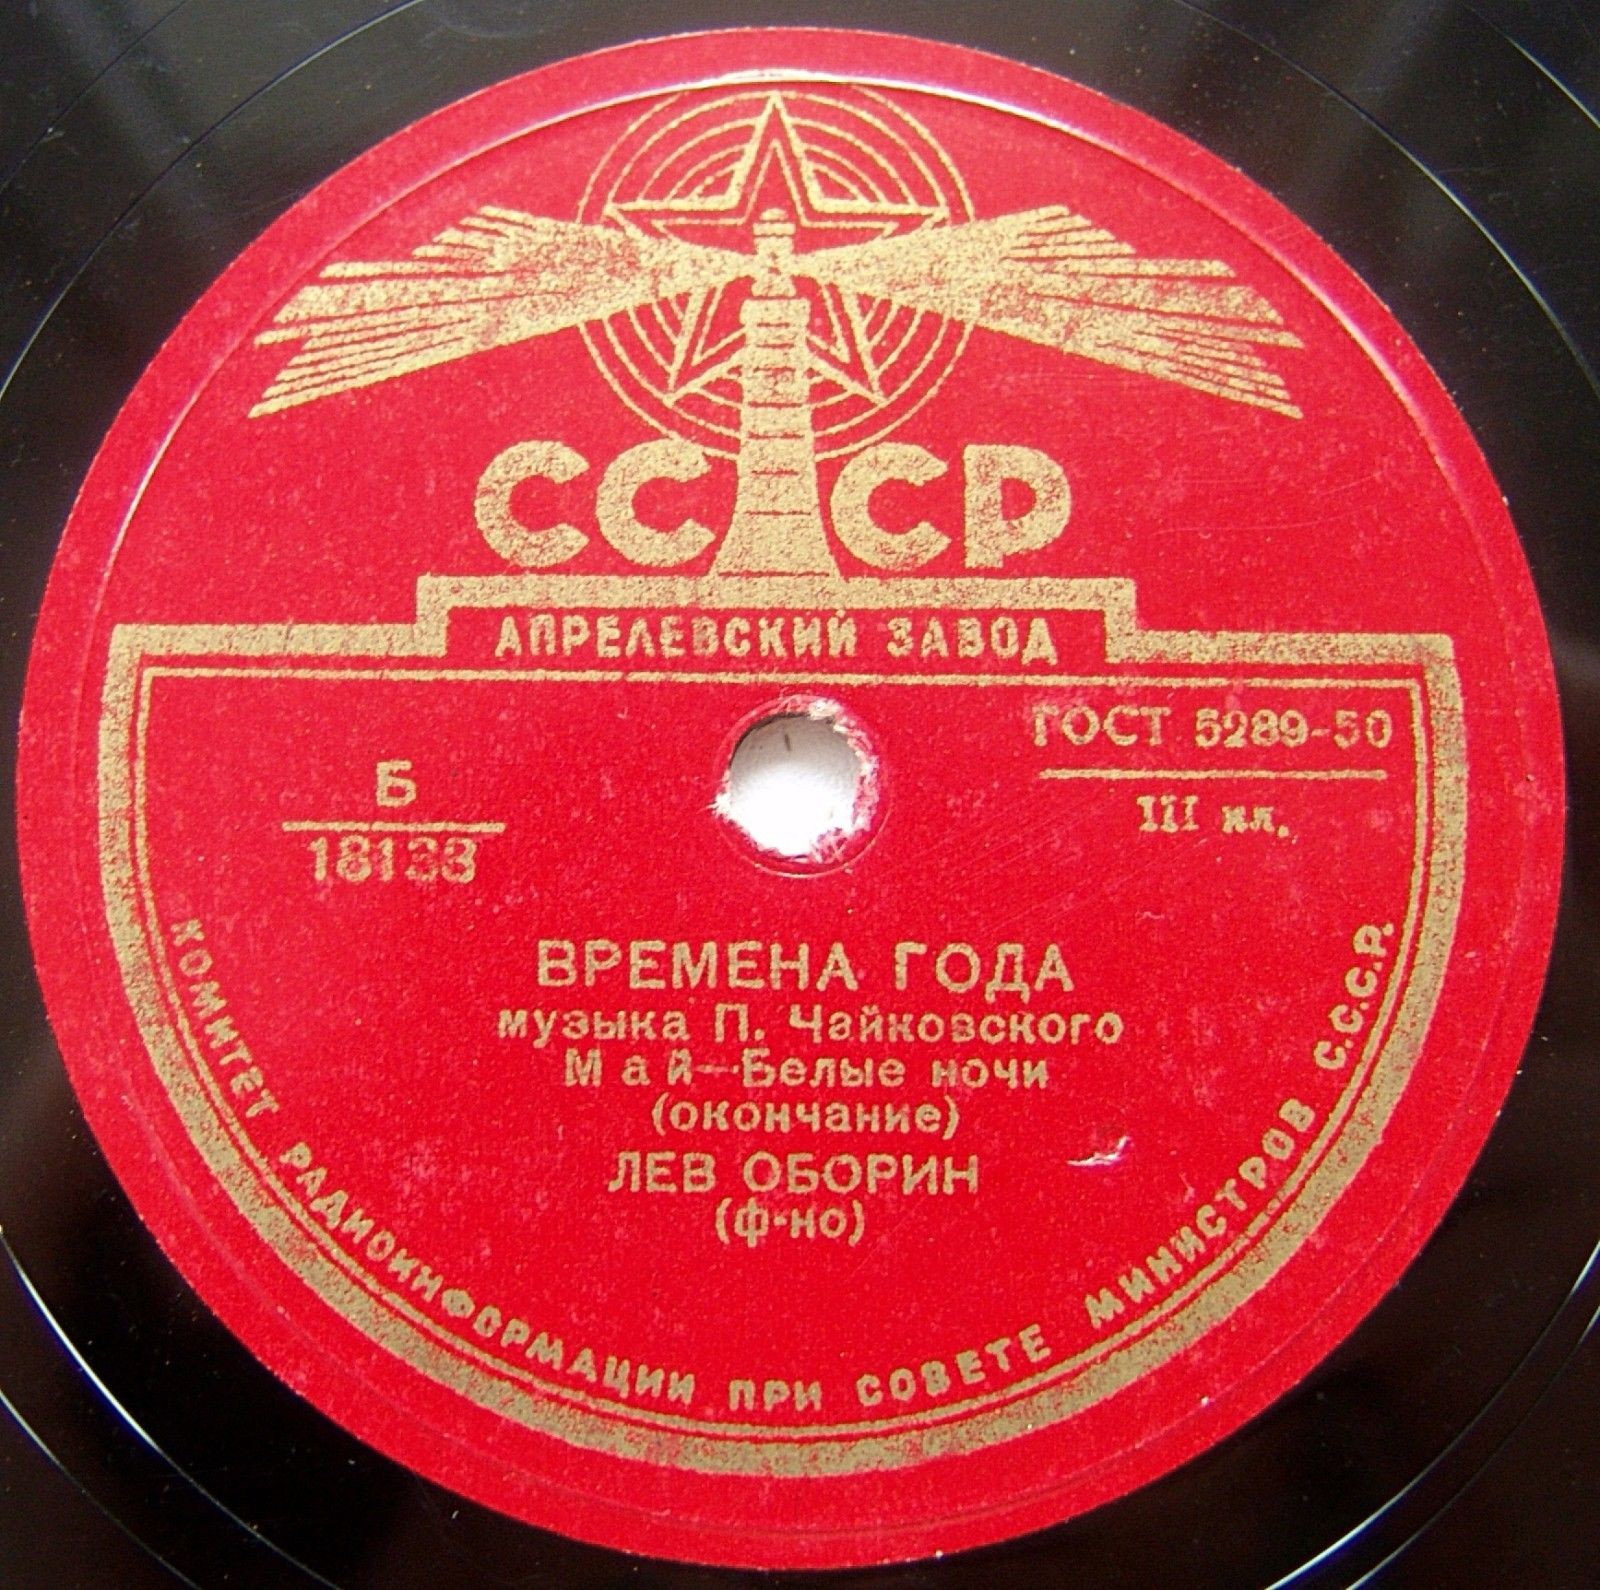 СССР
АПРЕЛЕВСКИЙ ЗАВОД
ГОСТ 5289-50
III кл.
Б
18133
ВРЕМЕНА ГОДА
музыка П. Чайковского
Май—Белые ночи
(окончание)
ЛЕВ ОБОРИН
(ф-но)
КОМИТЕТ РАДИОИНФОРМАЦИИ ПРИ СОВЕТЕ МИНИСТРОВ С.С.С.Р.